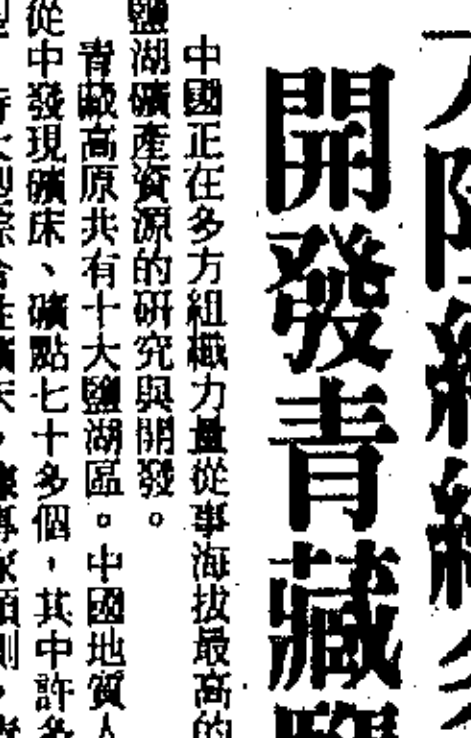 開發青藏
中國正在多方組織力量從事海拔最高的
鹽湖礦產資源的研究與開發。
青藏高原共有十大鹽湖區。中國地質人
從中發現礦床、礦點七十多個，其中許多